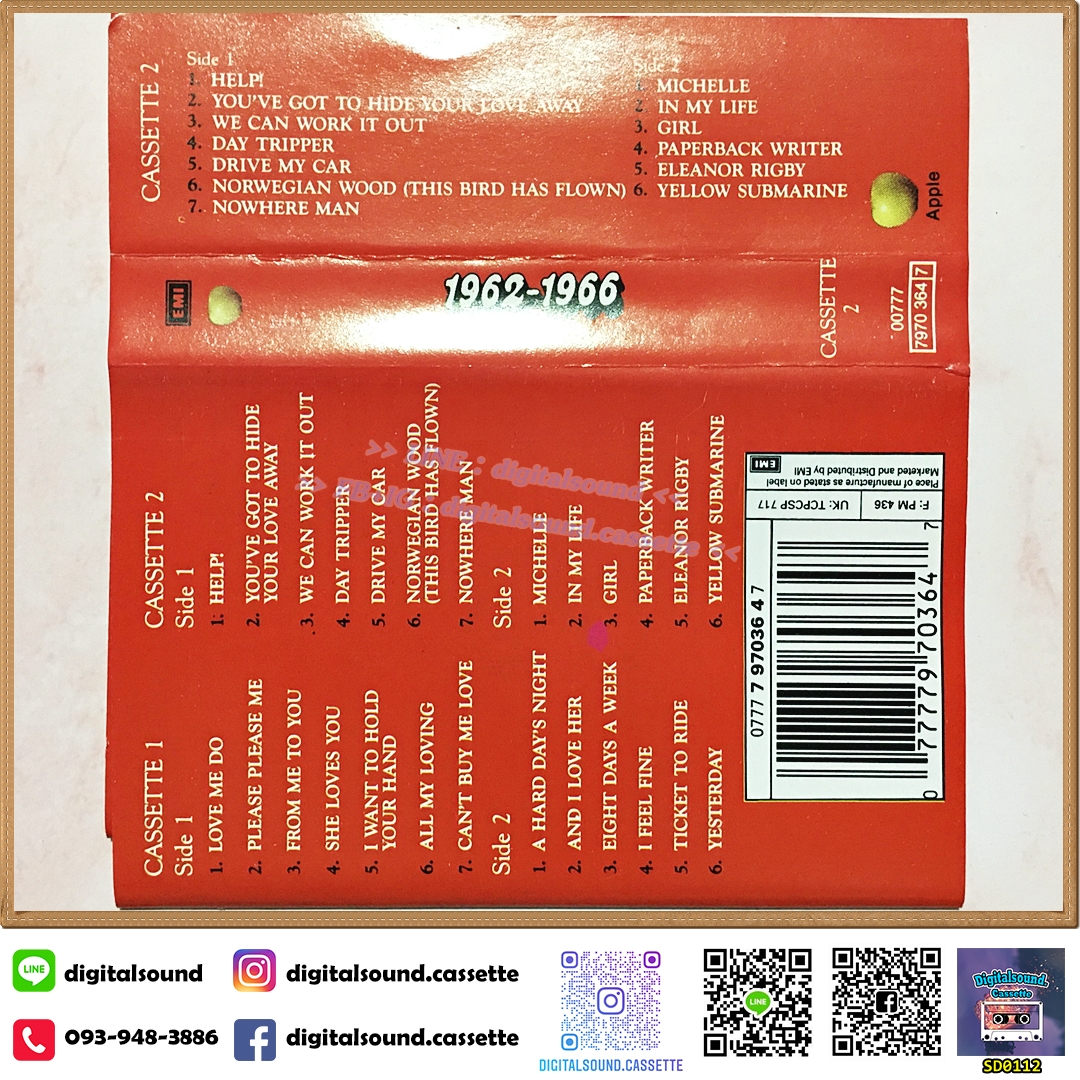 CASSETTE 2
Side 1
1. HELP!
2. YOU'VE GOT TO HIDE YOUR LOVE AWAY
3. WE CAN WORK IT OUT
4. DAY TRIPPER
5. DRIVE MY CAR
6. NORWEGIAN WOOD (THIS BIRD HAS FLOWN)
7. NOWHERE MAN
Side 2
1. MICHELLE
2. IN MY LIFE
3. GIRL
4. PAPERBACK WRITER
5. ELEANOR RIGBY
6. YELLOW SUBMARINE
Apple
EMI
1962-1966
CASSETTE
2
00777
7970 364 7
CASSETTE 1
Side 1
1. LOVE ME DO
2. PLEASE PLEASE ME
3. FROM ME TO YOU
4. SHE LOVES YOU
5. I WANT TO HOLD
YOUR HAND
6. ALL MY LOVING
7. CAN'T BUY ME LOVE
Side 2
1. A HARD DAY'S NIGHT
2. AND I LOVE HER
3. EIGHT DAYS A WEEK
4. I FEEL FINE
5. TICKET TO RIDE
6. YESTERDAY
CASSETTE 2
Side 1
1. HELP!
2. YOU'VE GOT TO HIDE
YOUR LOVE AWAY
3. WE CAN WORK IT OUT
4. DAY TRIPPER
5. DRIVE MY CAR
6. NORWEGIAN WOOD
(THIS BIRD HAS FLOWN)
7. NOWHERE MAN
Side 2
1. MICHELLE
2. IN MY LIFE
3. GIRL
4. PAPERBACK WRITER
5. ELEANOR RIGBY
6. YELLOW SUBMARINE
>> LINE : digitalsound <<
digitalsound.cassette <<
EMI
Place of manufacture as stated on label
Marketed and Distributed by EMI
F: PM 436
UK: TCPCSP 717
0777 7 97036 4 7
0 77779 70364 7
LINE digitalsound
digitalsound.cassette
093-948-3886
digitalsound.cassette
DIGITALSOUND.CASSETTE
LINE
Digitalsound.
Cassette
SD0112